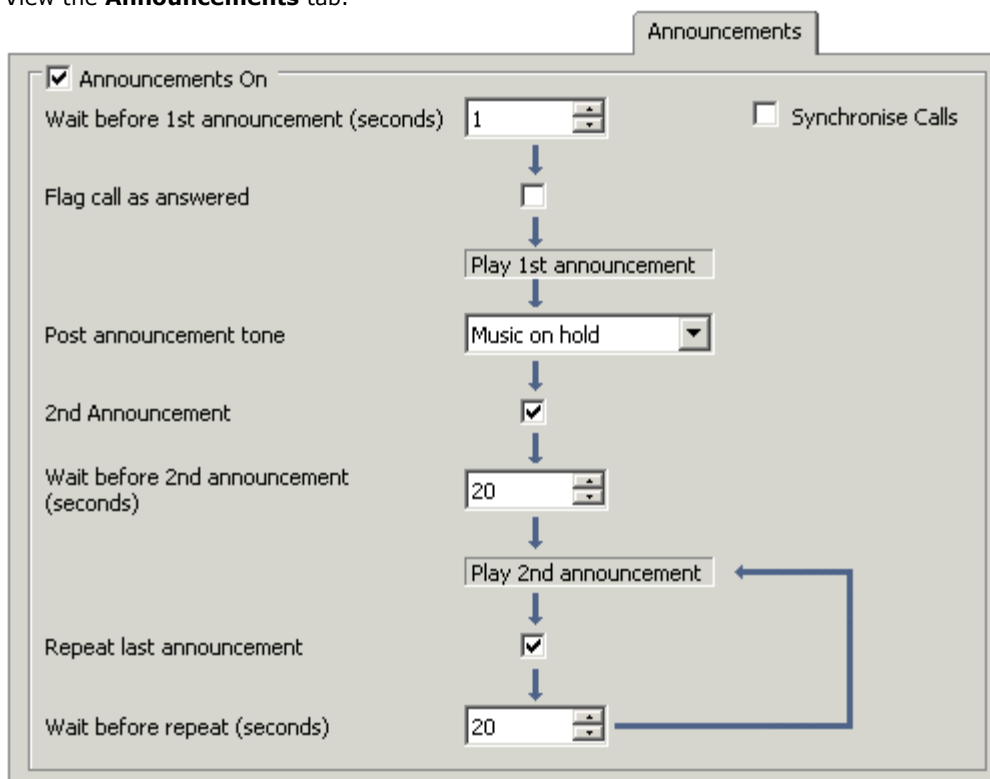 View the Announcements tab.
Announcements
Announcements On
Wait before 1st announcement (seconds) 1 Synchronise Calls
Flag call as answered
Play 1st announcement
Post announcement tone Music on hold
2nd Announcement
Wait before 2nd announcement
(seconds) 20
Play 2nd announcement
Repeat last announcement
Wait before repeat (seconds) 20